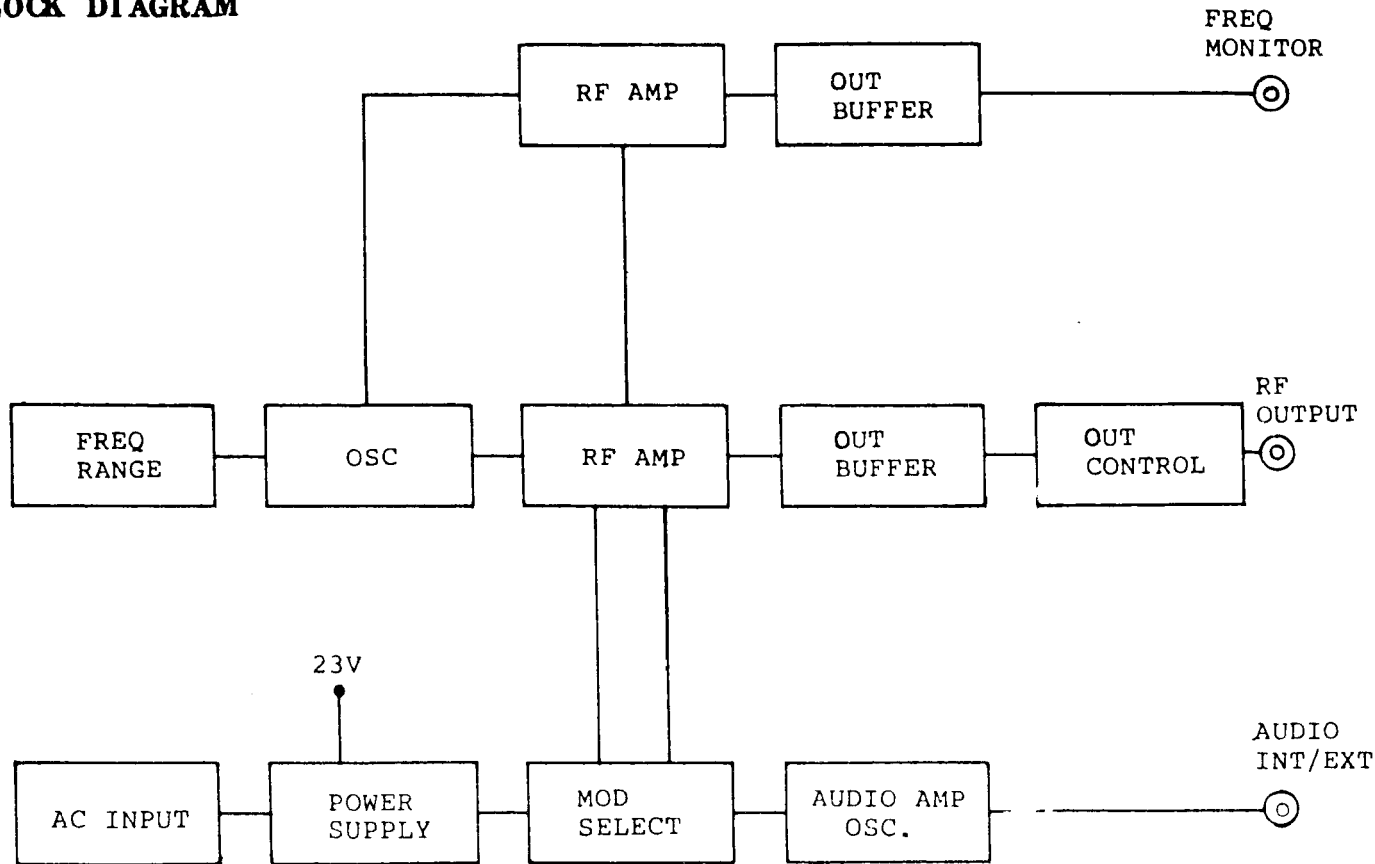 DIAGRAM
FREQ
MONITOR
RF AMP
OUT
BUFFER
FREQ
RANGE
OSC
RF AMP
OUT
BUFFER
OUT
CONTROL
RF
OUTPUT
23V
AC INPUT
POWER
SUPPLY
MOD
SELECT
AUDIO AMP
OSC.
AUDIO
INT/EXT